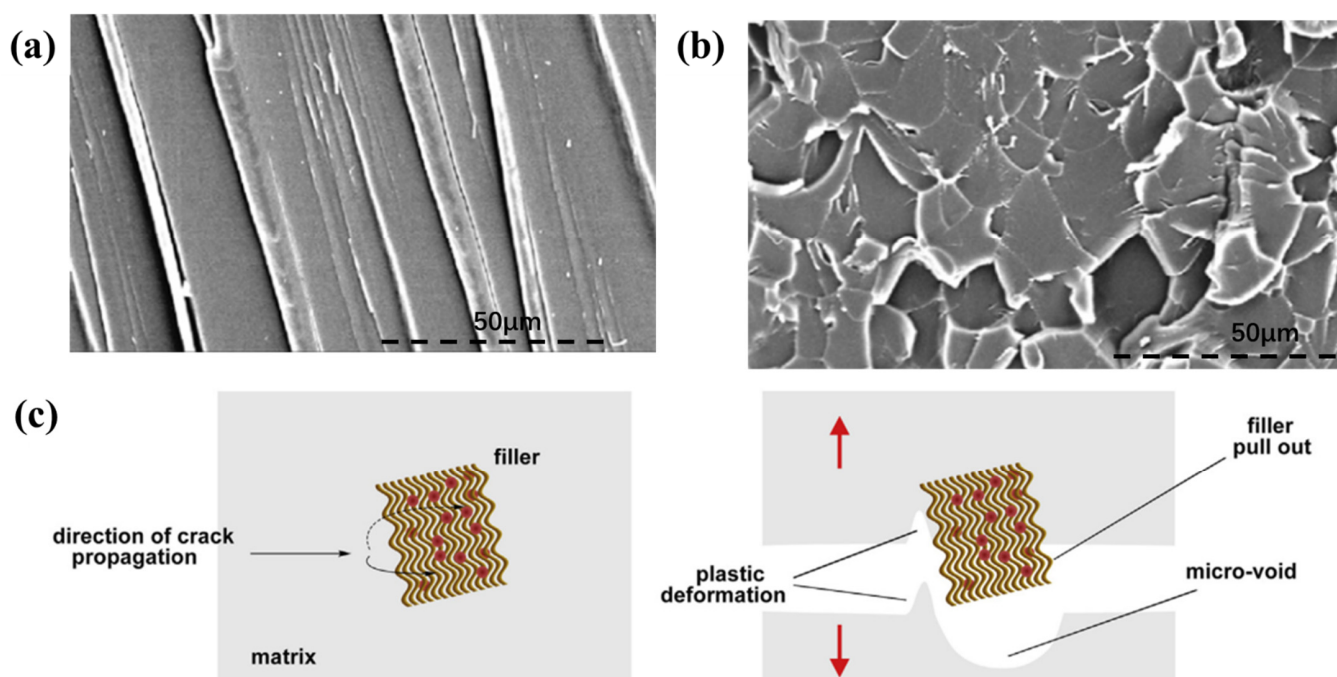 (a)
50μm
(b)
50μm
(c)
filler
direction of crack
propagation
matrix
filler
pull out
plastic
deformation
micro-void